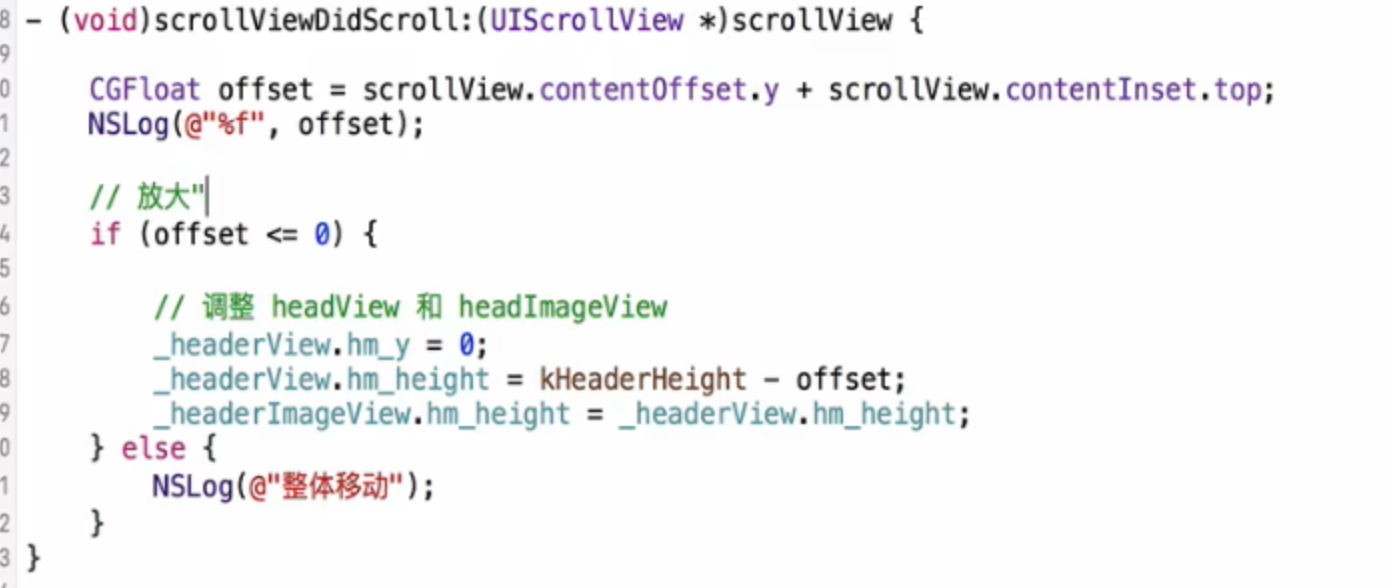 8 - (void)scrollViewDidScroll:(UIScrollView *)scrollView {
9
0 CGFloat offset = scrollView.contentOffset.y + scrollView.contentInset.top;
1 NSLog(@"%f", offset);
2
3 // 放大"
4 if (offset <= 0) {
5
6 // 调整 headView 和 headImageView
7 _headerView.hm_y = 0;
8 _headerView.hm_height = kHeaderHeight - offset;
9 _headerImageView.hm_height = _headerView.hm_height;
0 } else {
1 NSLog(@"整体移动");
2 }
3 }